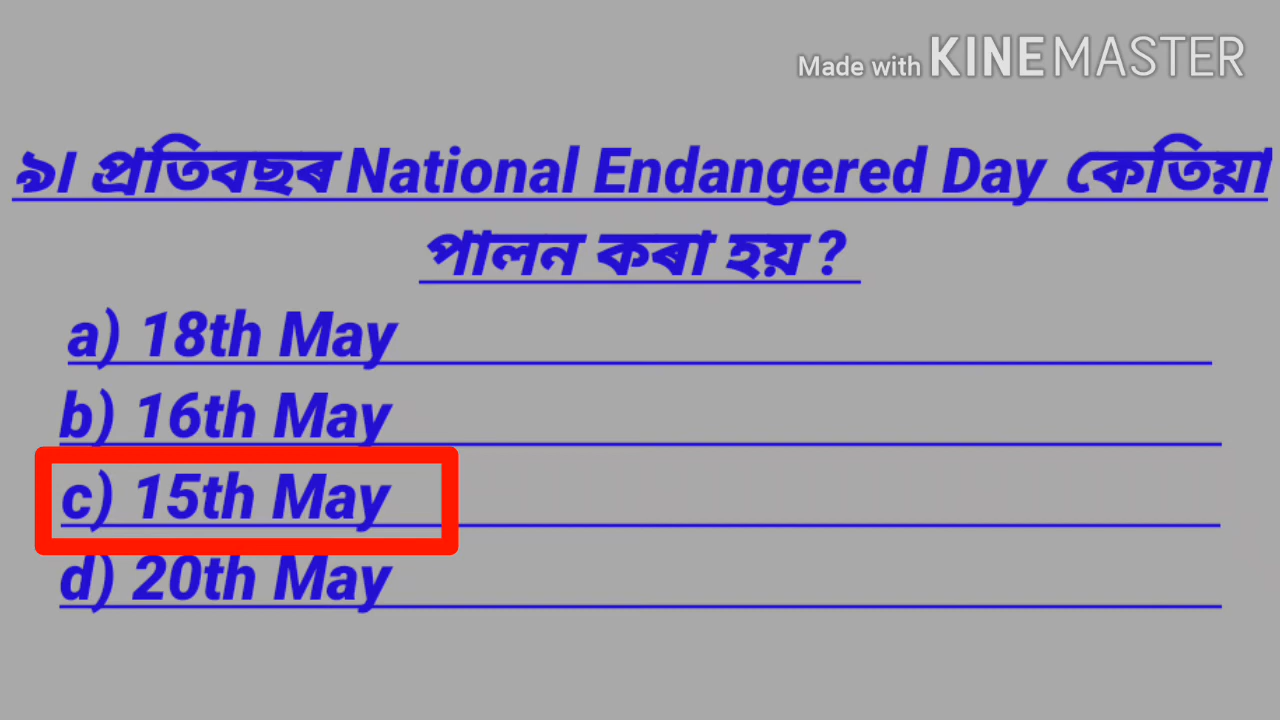 Made with KINEMASTER
৯। প্ৰতিবছৰ National Endangered Day কেতিয়া
পালন কৰা হয় ?
a) 18th May
b) 16th May
c) 15th May
d) 20th May